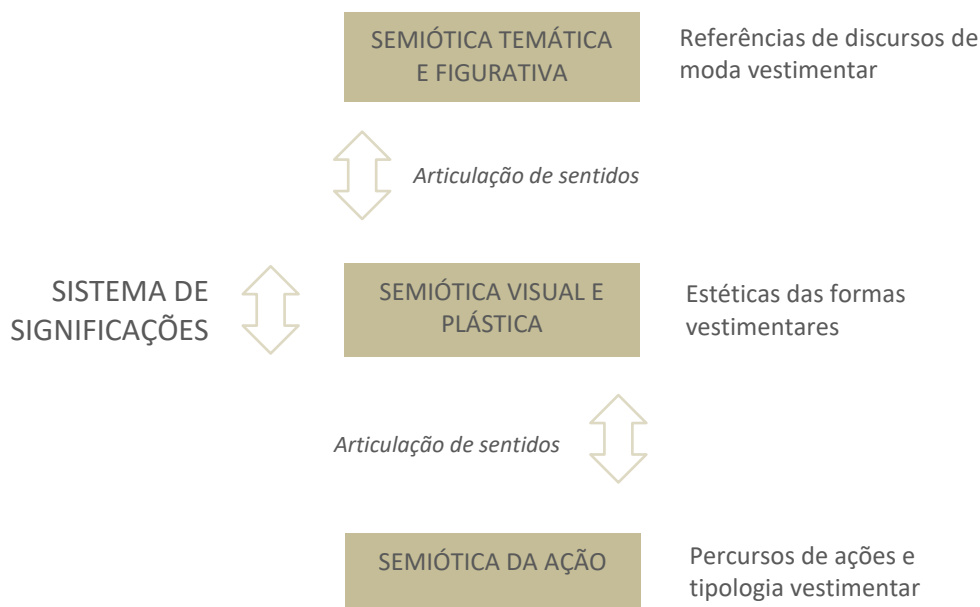 SEMIÓTICA TEMÁTICA
E FIGURATIVA
Referências de discursos de
moda vestimentar
Articulação de sentidos
SISTEMA DE
SIGNIFICAÇÕES
SEMIÓTICA VISUAL E
PLÁSTICA
Estéticas das formas
vestimentares
Articulação de sentidos
SEMIÓTICA DA AÇÃO
Percursos de ações e
tipologia vestimentar